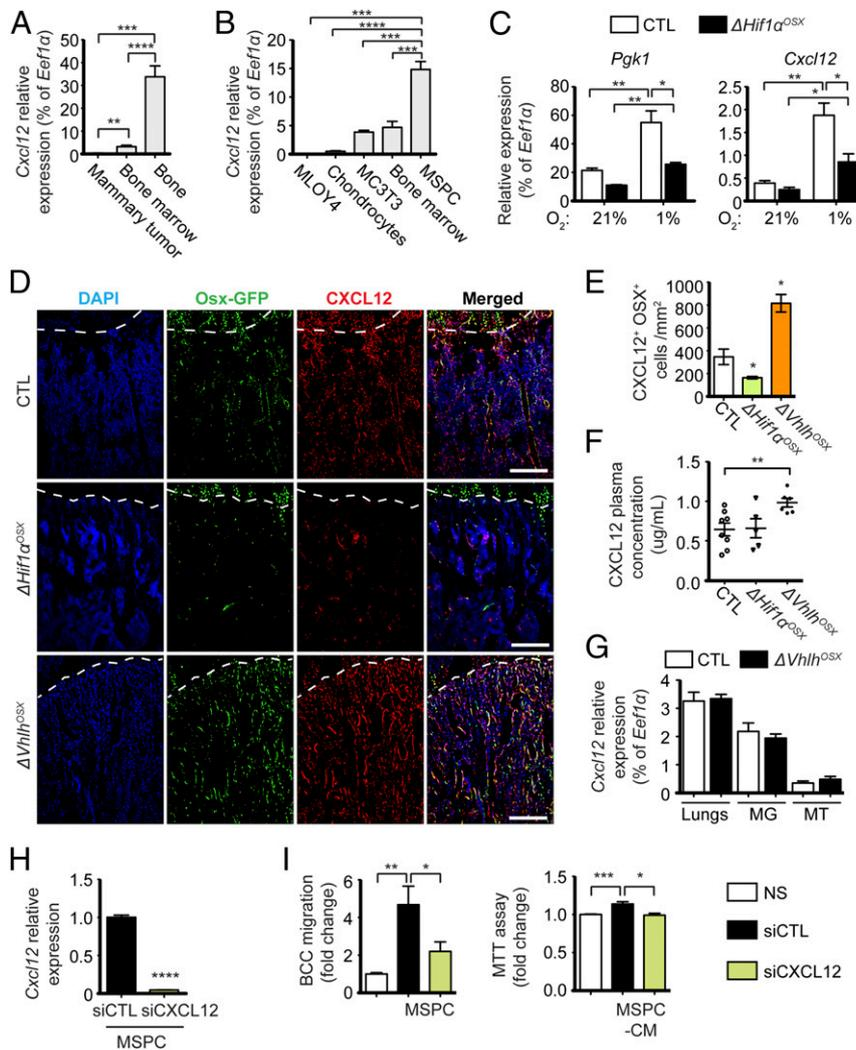 A
Cxcl12 relative
expression (% of Eef1α)
50
40
30
20
10
0
***
****
**
Mammary tumor
Bone marrow
Bone
B
Cxcl12 relative
expression (% of Eef1α)
20
15
10
5
0
***
****
***
***
MLOY4
Chondrocytes
MC3T3
Bone marrow
MSPC
C
CTL
ΔHif1α^OSX
Relative expression
(% of Eef1α)
Pgk1
80
60
40
20
0
** *
**
O₂: 21% 1%
Cxcl12
2.5
2.0
1.5
1.0
0.5
0
** *
*
21% 1%
D
DAPI Osx-GFP CXCL12 Merged
CTL
ΔHif1α^OSX
ΔVhlh^OSX
E
CXCL12⁺ OSX⁺
cells /mm²
1000
800
600
400
200
0
*
*
CTL
ΔHif1α^OSX
ΔVhlh^OSX
F
CXCL12 plasma
concentration
(ug/mL)
1.5
1.0
0.5
0.0
**
CTL
ΔHif1α^OSX
ΔVhlh^OSX
G
CTL ΔVhlh^OSX
Cxcl12 relative
expression
(% of Eef1α)
4
3
2
1
0
Lungs MG MT
H
Cxcl12 relative
expression
1.5
1
0.5
0
****
siCTL siCXCL12
MSPC
I
BCC migration
(fold change)
6
4
2
0
** *
MSPC
MTT assay
(fold change)
1.5
1.0
0.5
0
*** *
MSPC
-CM
NS
siCTL
siCXCL12